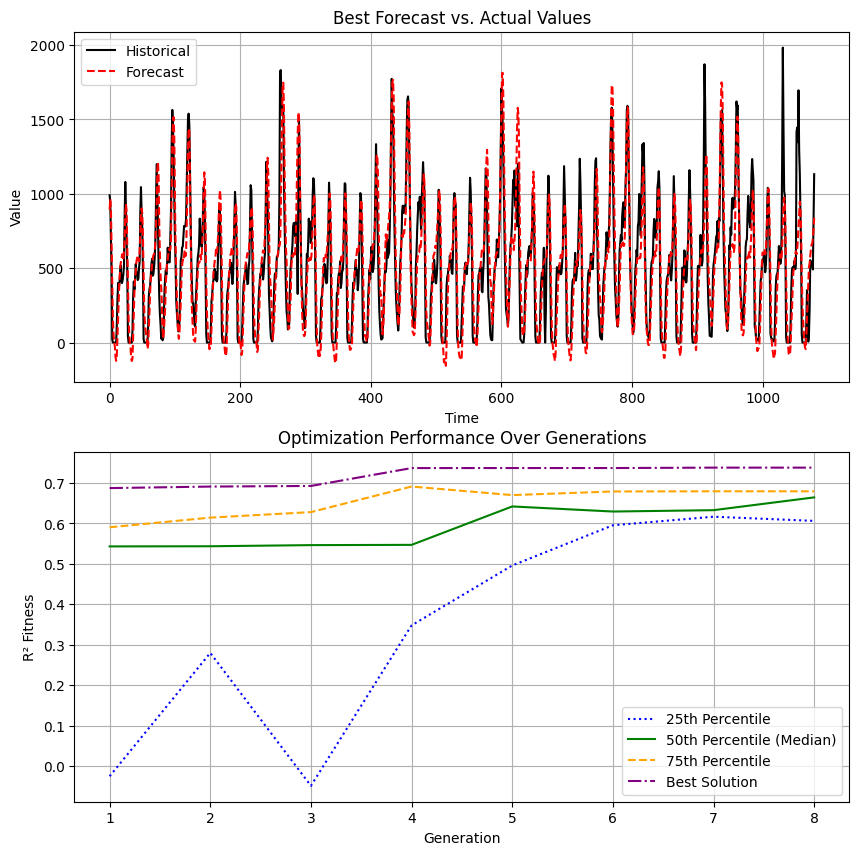 Best Forecast vs. Actual Values
Historical
Forecast
Value
2000
1500
1000
500
0
0 200 400 600 800 1000
Time
Optimization Performance Over Generations
R² Fitness
0.7
0.6
0.5
0.4
0.3
0.2
0.1
0.0
25th Percentile
50th Percentile (Median)
75th Percentile
Best Solution
1 2 3 4 5 6 7 8
Generation